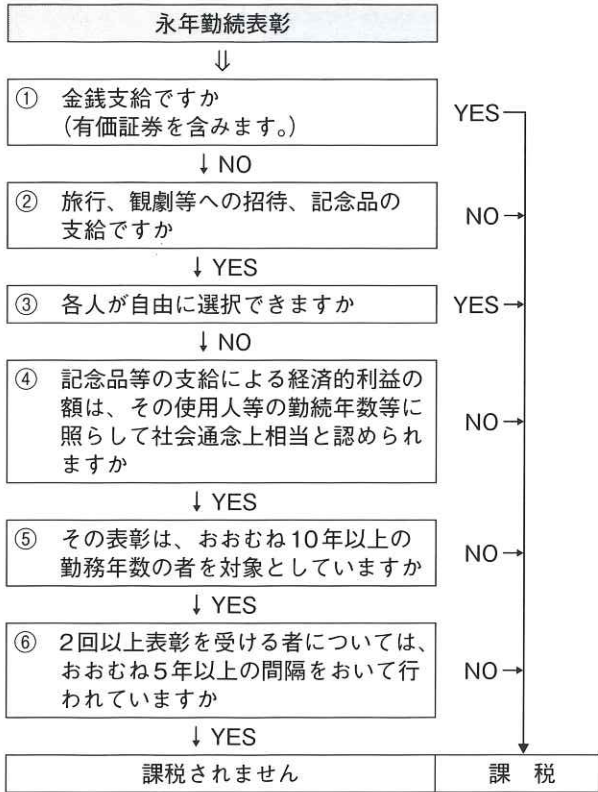 永年勤続表彰
⇓
① 金銭支給ですか
(有価証券を含みます。)
YES
↓ NO
② 旅行、観劇等への招待、記念品の
支給ですか
NO→
↓ YES
③ 各人が自由に選択できますか
YES→
↓ NO
④ 記念品等の支給による経済的利益の
額は、その使用人等の勤続年数等に
照らして社会通念上相当と認められ
ますか
NO→
↓ YES
⑤ その表彰は、おおむね10年以上の
勤務年数の者を対象としていますか
NO→
↓ YES
⑥ 2回以上表彰を受ける者については、
おおむね5年以上の間隔をおいて行
われていますか
NO→
↓ YES
課税されません
課 税